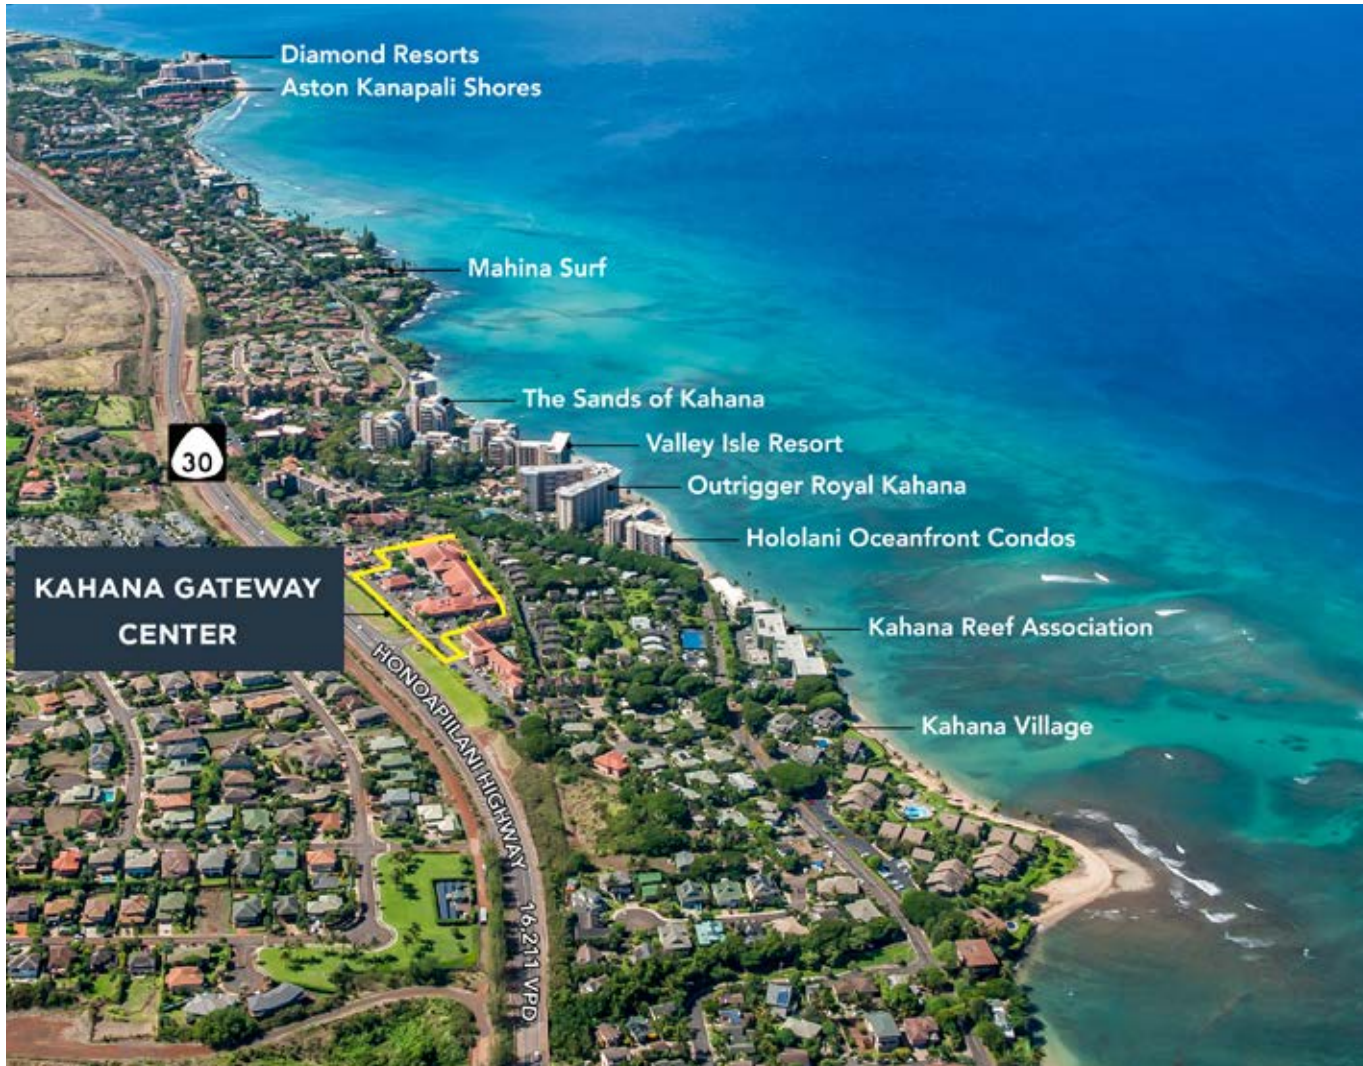 Diamond Resorts
Aston Kanapali Shores
Mahina Surf
The Sands of Kahana
Valley Isle Resort
30
Outrigger Royal Kahana
Hololani Oceanfront Condos
KAHANA GATEWAY
CENTER
Kahana Reef Association
HONOAPIILANI HIGHWAY 16,211 VPD
Kahana Village